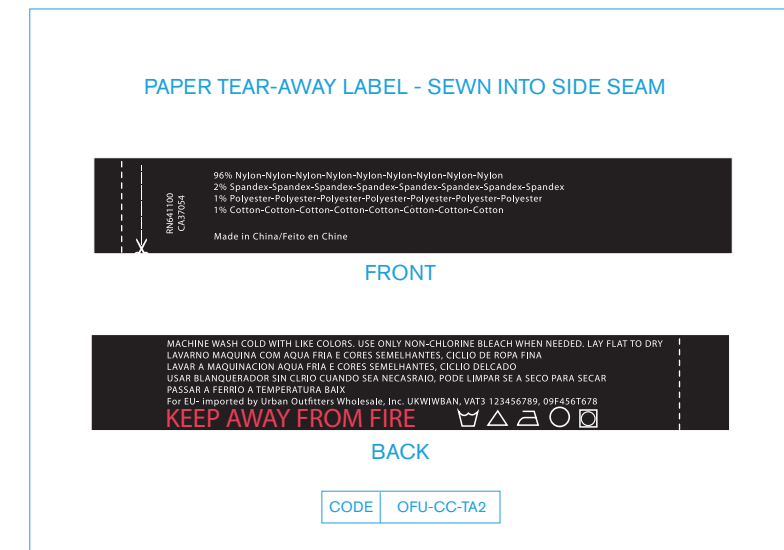 PAPER TEAR-AWAY LABEL - SEWN INTO SIDE SEAM
RN641100
CA37054
96% Nylon-Nylon-Nylon-Nylon-Nylon-Nylon-Nylon-Nylon-Nylon
2% Spandex-Spandex-Spandex-Spandex-Spandex-Spandex-Spandex-Spandex
1% Polyester-Polyester-Polyester-Polyester-Polyester-Polyester-Polyester
1% Cotton-Cotton-Cotton-Cotton-Cotton-Cotton-Cotton-Cotton
Made in China/Feito en Chine
FRONT
MACHINE WASH COLD WITH LIKE COLORS. USE ONLY NON-CHLORINE BLEACH WHEN NEEDED. LAY FLAT TO DRY
LAVARNO MAQUINA COM AQUA FRIA E CORES SEMELHANTES, CICLIO DE ROPA FINA
LAVAR A MAQUINACION AQUA FRIA E CORES SEMELHANTES, CICLIO DELCADO
USAR BLANQUERADOR SIN CLRIO CUANDO SEA NECASRAIO, PODE LIMPAR SE A SECO PARA SECAR
PASSAR A FERRIO A TEMPERATURA BAIX
For EU- imported by Urban Outfitters Wholesale, Inc. UKWIWBAN, VAT3 123456789, 09F456T678
KEEP AWAY FROM FIRE
BACK
CODE OFU-CC-TA2